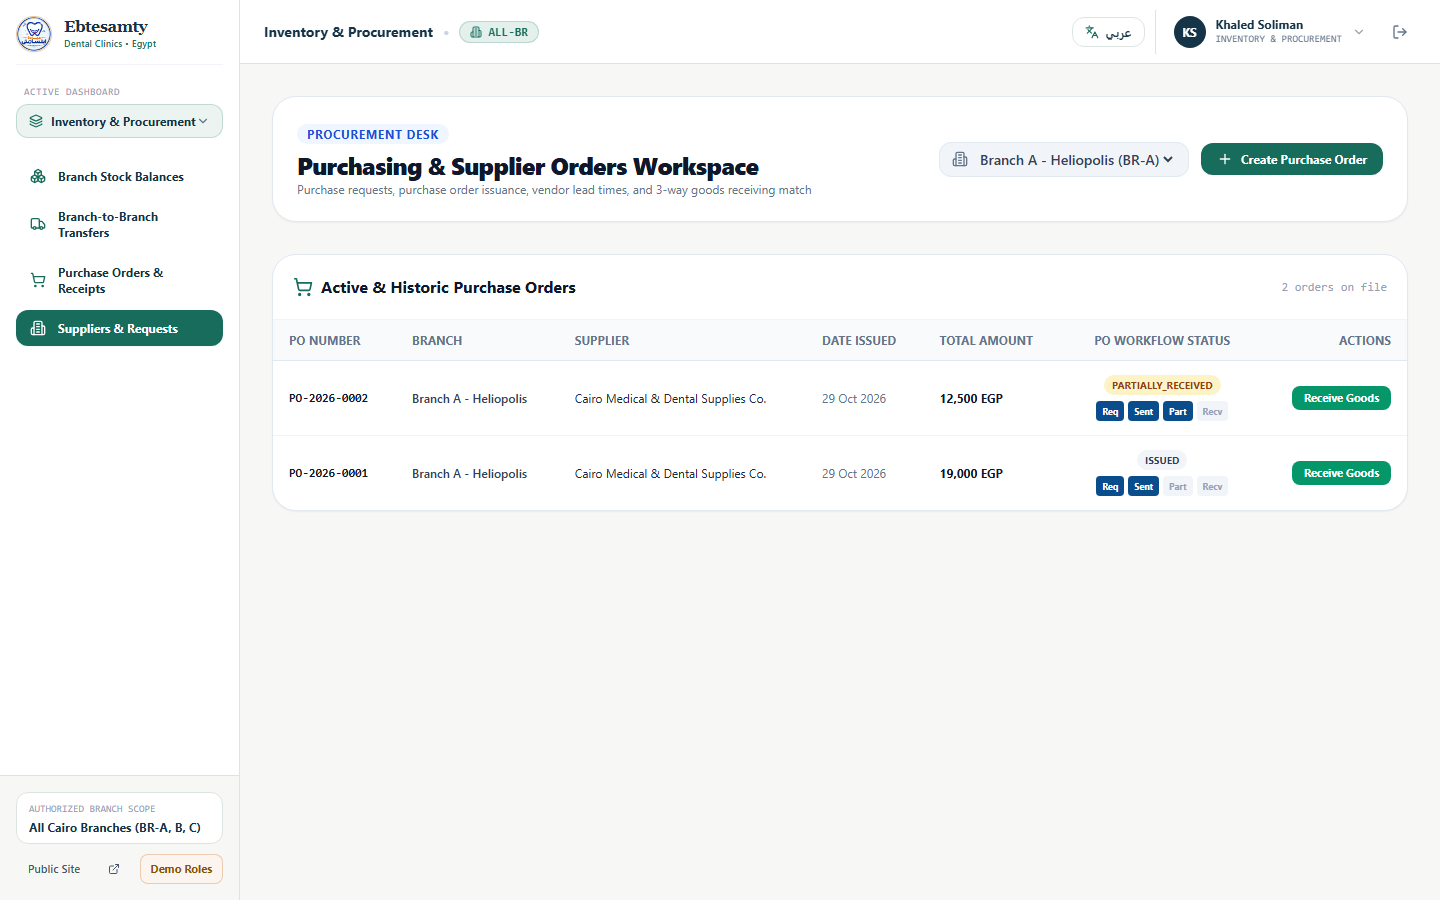 Ebtesamty
Dental Clinics • Egypt
ACTIVE DASHBOARD
Inventory & Procurement
Branch Stock Balances
Branch-to-Branch
Transfers
Purchase Orders &
Receipts
Suppliers & Requests
AUTHORIZED BRANCH SCOPE
All Cairo Branches (BR-A, B, C)
Public Site
Demo Roles
Inventory & Procurement • ALL-BR
عربي
KS
Khaled Soliman
INVENTORY & PROCUREMENT
PROCUREMENT DESK
Purchasing & Supplier Orders Workspace
Purchase requests, purchase order issuance, vendor lead times, and 3-way goods receiving match
Branch A - Heliopolis (BR-A)
+ Create Purchase Order
Active & Historic Purchase Orders
2 orders on file
PO NUMBER BRANCH SUPPLIER DATE ISSUED TOTAL AMOUNT PO WORKFLOW STATUS ACTIONS
PO-2026-0002 Branch A - Heliopolis Cairo Medical & Dental Supplies Co. 29 Oct 2026 12,500 EGP PARTIALLY_RECEIVED Receive Goods
Req Sent Part Recv
PO-2026-0001 Branch A - Heliopolis Cairo Medical & Dental Supplies Co. 29 Oct 2026 19,000 EGP ISSUED Receive Goods
Req Sent Part Recv